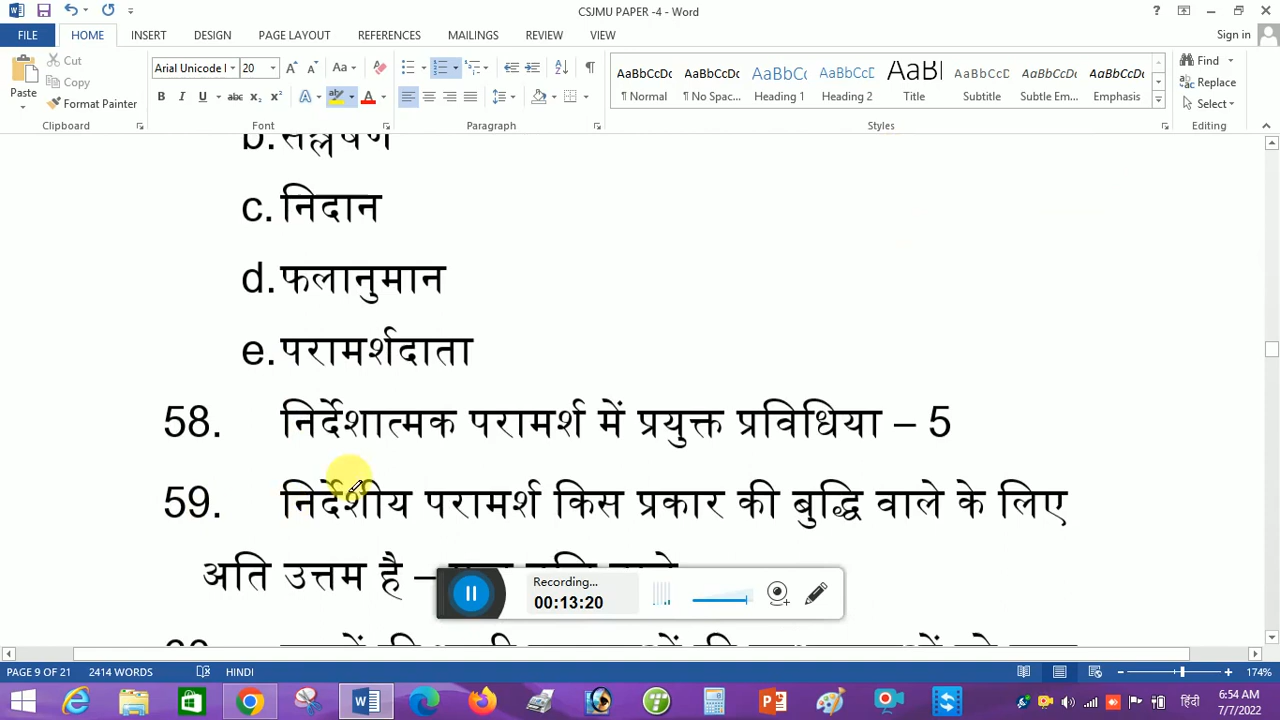 CSJMU PAPER -4 - Word
FILE HOME INSERT DESIGN PAGE LAYOUT REFERENCES MAILINGS REVIEW VIEW Sign in
Paste Cut Copy Format Painter
Arial Unicode 20
AaBbCcDc AaBbCcDc AaBbCc AaBbCcD AaBl AaBbCcD AaBbCcDc AaBbCcDc
¶ Normal ¶ No Spac... Heading 1 Heading 2 Title Subtitle Subtle Em... Emphasis
Find Replace Select
Clipboard Font Paragraph Styles Editing
b.
c. निदान
d. फलानुमान
e. परामर्शदाता
58. निर्देशात्मक परामर्श में प्रयुक्त प्रविधिया – 5
59. निर्देशीय परामर्श किस प्रकार की बुद्धि वाले के लिए
अति उत्तम है –
Recording...
00:13:20
PAGE 9 OF 21 2414 WORDS HINDI 174%
हिंदी 6:54 AM
7/7/2022